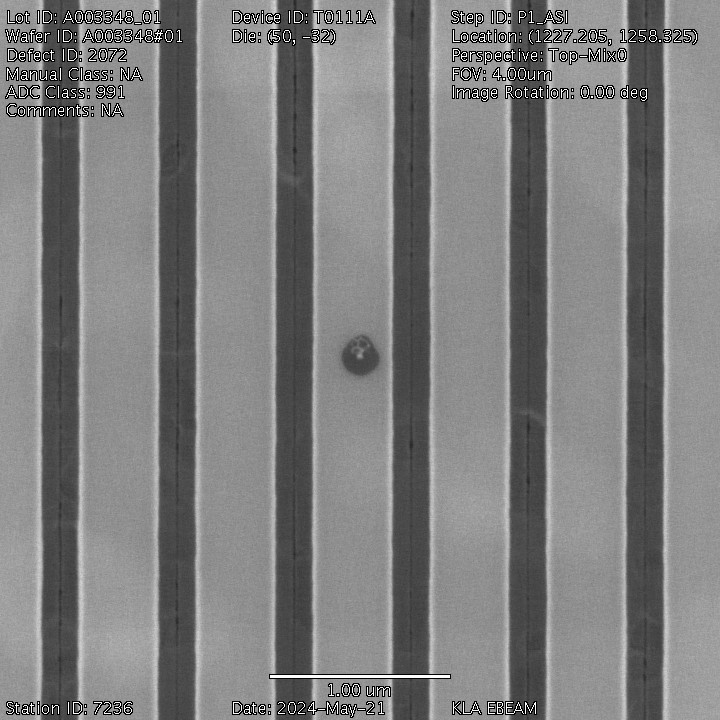 Lot ID: A003348_01
Device ID: T0111A
Step ID: P1_ASI
Wafer ID: A003348#01
Die: (50, -32)
Location: (1227.205, 1258.325)
Defect ID: 2072
Perspective: Top-Mix0
Manual Class: NA
FOV: 4.00um
ADC Class: 991
Image Rotation: 0.00 deg
Comments: NA
1.00 um
Station ID: 7236
Date: 2024-May-21
KLA EBEAM